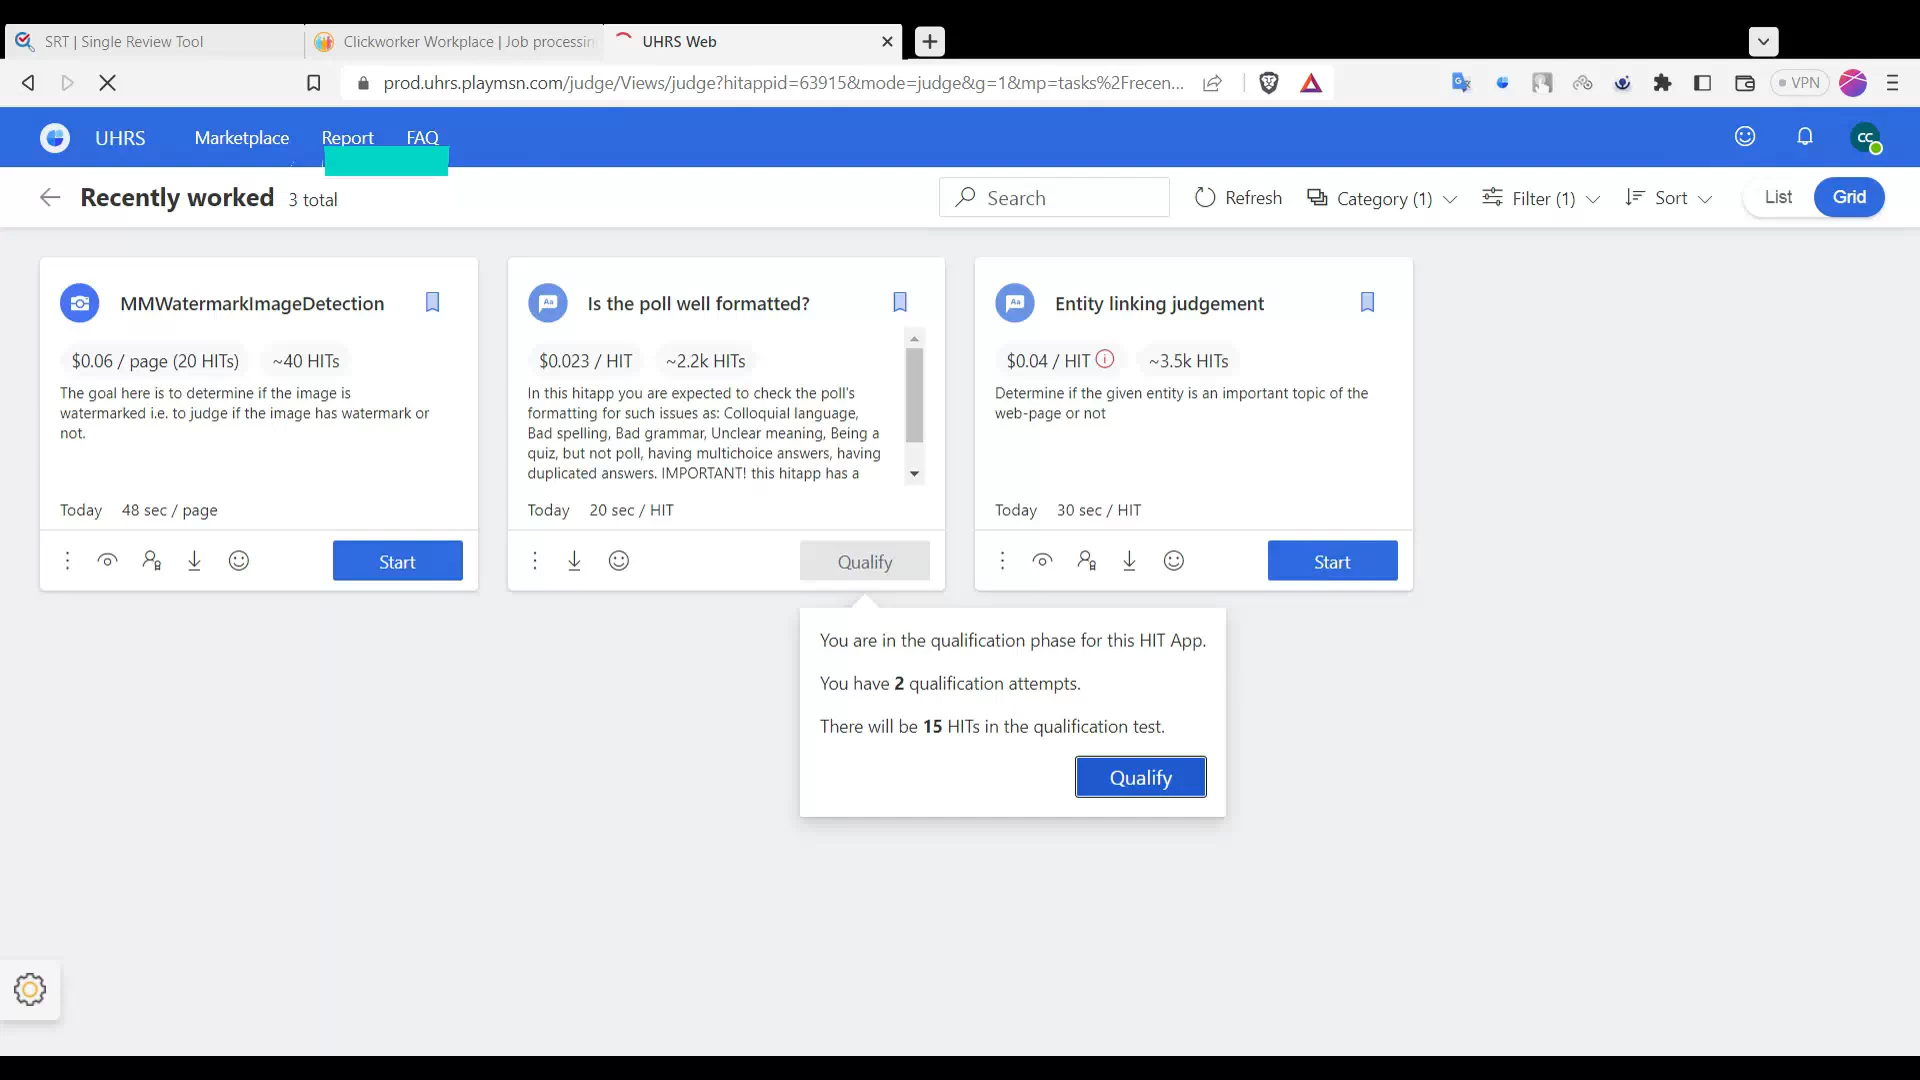 SRT | Single Review Tool
Clickworker Workplace | Job processin
UHRS Web
prod.uhrs.playmsn.com/judge/Views/judge?hitappid=63915&mode=judge&g=1&mp=tasks%2Frecen...
VPN
UHRS
Marketplace
Report
FAQ
CC
Recently worked
3 total
Search
Refresh
Category (1)
Filter (1)
Sort
List
Grid
MMWatermarkImageDetection
$0.06 / page (20 HITs)
~40 HITs
The goal here is to determine if the image is
watermarked i.e. to judge if the image has watermark or
not.
Today
48 sec / page
Start
Aa
Is the poll well formatted?
$0.023 / HIT
~2.2k HITs
In this hitapp you are expected to check the poll's
formatting for such issues as: Colloquial language,
Bad spelling, Bad grammar, Unclear meaning, Being a
quiz, but not poll, having multichoice answers, having
duplicated answers. IMPORTANT! this hitapp has a
Today
20 sec / HIT
Qualify
Aa
Entity linking judgement
$0.04 / HIT
~3.5k HITs
Determine if the given entity is an important topic of the
web-page or not
Today
30 sec / HIT
Start
You are in the qualification phase for this HIT App.
You have 2 qualification attempts.
There will be 15 HITs in the qualification test.
Qualify